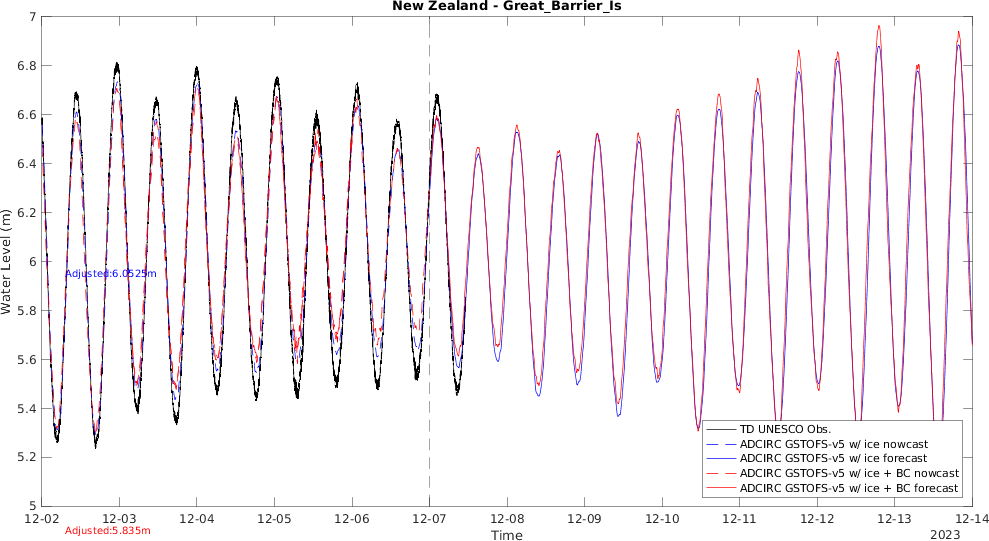 New Zealand - Great_Barrier_Is
7
6.8
6.6
6.4
6.2
6
5.8
5.6
5.4
5.2
5
Water Level (m)
Adjusted:6.0525m
TD UNESCO Obs.
ADCIRC GSTOFS-v5 w/ ice nowcast
ADCIRC GSTOFS-v5 w/ ice forecast
ADCIRC GSTOFS-v5 w/ ice + BC nowcast
ADCIRC GSTOFS-v5 w/ ice + BC forecast
12-02 12-03 12-04 12-05 12-06 12-07 12-08 12-09 12-10 12-11 12-12 12-13 12-14
Adjusted:5.835m
Time
2023